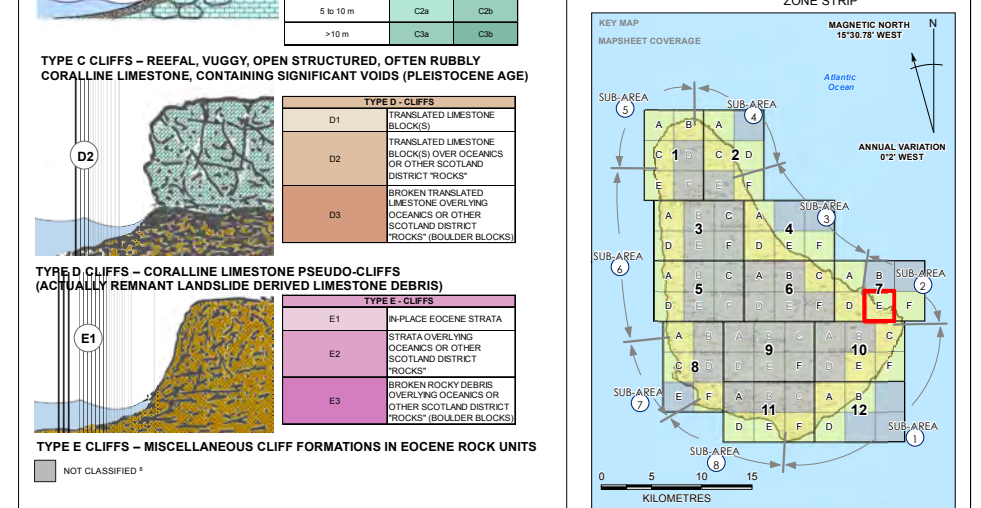 5 to 10 m C2a C2b
>10 m C3a C3b
TYPE C CLIFFS – REEFAL, VUGGY, OPEN STRUCTURED, OFTEN RUBBLY
CORALLINE LIMESTONE, CONTAINING SIGNIFICANT VOIDS (PLEISTOCENE AGE)
D2
TYPE D - CLIFFS
D1 TRANSLATED LIMESTONE
BLOCK(S)
D2 TRANSLATED LIMESTONE
BLOCK(S) OVER OCEANICS
OR OTHER SCOTLAND
DISTRICT "ROCKS"
D3 BROKEN TRANSLATED
LIMESTONE OVERLYING
OCEANICS OR OTHER
SCOTLAND DISTRICT
"ROCKS" (BOULDER BLOCKS)
TYPE D CLIFFS – CORALLINE LIMESTONE PSEUDO-CLIFFS
(ACTUALLY REMNANT LANDSLIDE DERIVED LIMESTONE DEBRIS)
E1
TYPE E - CLIFFS
E1 IN-PLACE EOCENE STRATA
E2 STRATA OVERLYING
OCEANICS OR OTHER
SCOTLAND DISTRICT
"ROCKS"
E3 BROKEN ROCKY DEBRIS
OVERLYING OCEANICS OR
OTHER SCOTLAND DISTRICT
"ROCKS" (BOULDER BLOCKS)
TYPE E CLIFFS – MISCELLANEOUS CLIFF FORMATIONS IN EOCENE ROCK UNITS
NOT CLASSIFIED 8
ZONE STRIP
KEY MAP
MAPSHEET COVERAGE
MAGNETIC NORTH
15°30.78' WEST
N
Atlantic
Ocean
ANNUAL VARIATION
0°2' WEST
SUB-AREA
5
SUB-AREA
4
A B A
C 1 D C 2 D
E F E F
SUB-AREA
3
A B C A
3 4
D E F D E F
SUB-AREA
6
A B C A B C A B
5 6 7
D E F D E F D E F
SUB-AREA
2
A B A B C A B C
9 10
C 8 D D E F D E F
SUB-AREA
7
E F A B C A B
11 12
D E F D
SUB-AREA
1
SUB-AREA
8
0 5 10 15
KILOMETRES